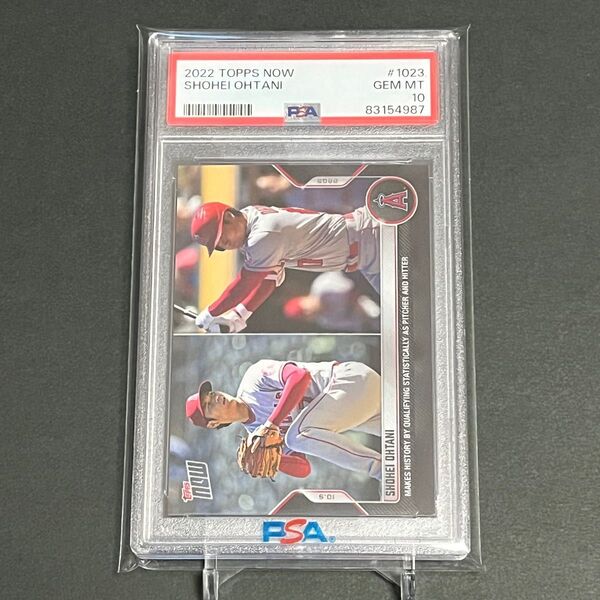 2022 TOPPS NOW #1023
SHOHEI OHTANI GEM MT
10
PSA 83154987
A
SHOHEI OHTANI
MAKES HISTORY BY QUALIFYING STATISTICALLY AS PITCHER AND HITTER
TOPPS NOW
10.5
PSA